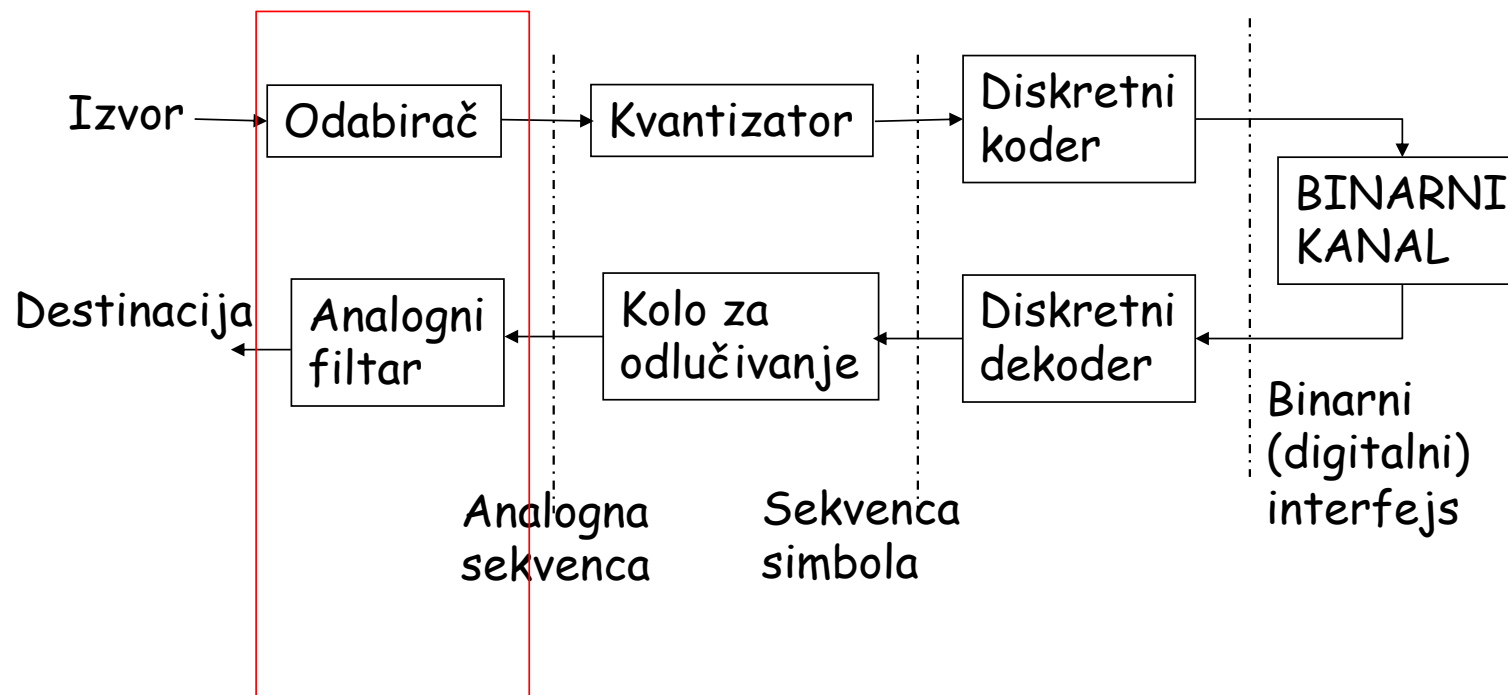 Izvor
Odabirač
Kvantizator
Diskretni
koder
BINARNI
KANAL
Destinacija
Analogni
filtar
Kolo za
odlučivanje
Diskretni
dekoder
Binarni
(digitalni)
interfejs
Analogna
sekvenca
Sekvenca
simbola